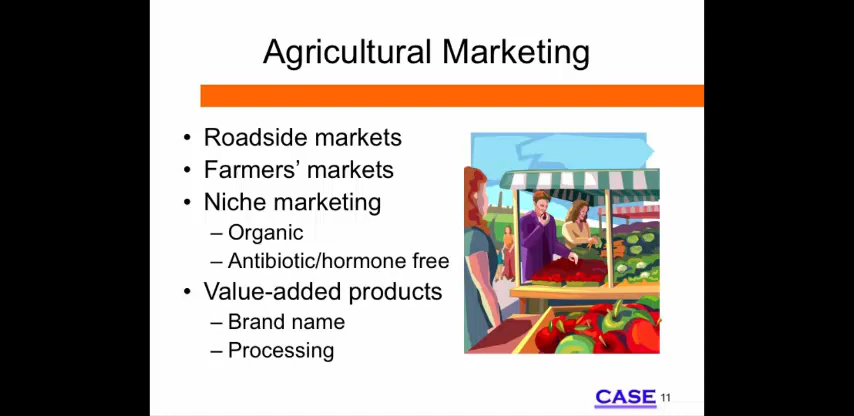 Agricultural Marketing
• Roadside markets
• Farmers’ markets
• Niche marketing
– Organic
– Antibiotic/hormone free
• Value-added products
– Brand name
– Processing
CASE 11